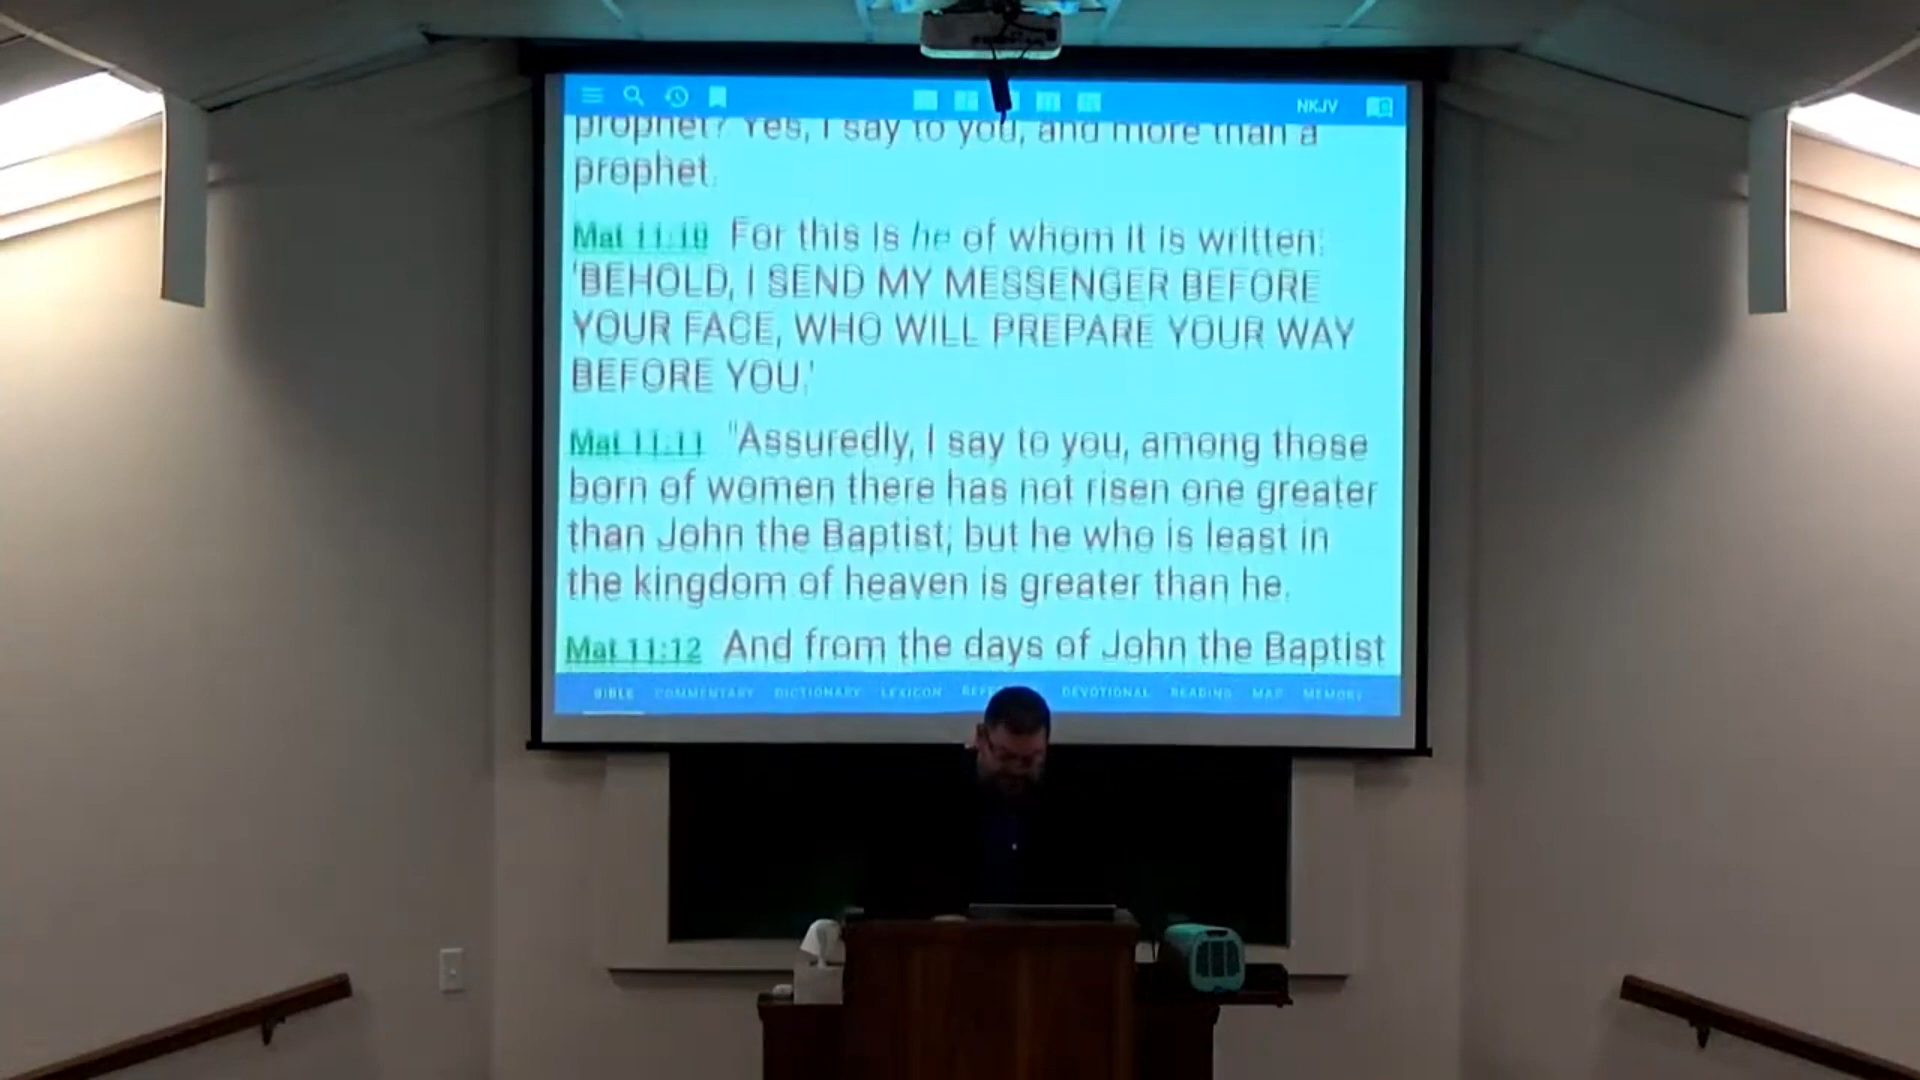 NKJV
prophet? Yes, I say to you, and more than a
prophet.
Mat 11:10 For this is he of whom it is written:
'BEHOLD, I SEND MY MESSENGER BEFORE
YOUR FACE, WHO WILL PREPARE YOUR WAY
BEFORE YOU.'
Mat 11:11 "Assuredly, I say to you, among those
born of women there has not risen one greater
than John the Baptist; but he who is least in
the kingdom of heaven is greater than he.
Mat 11:12 And from the days of John the Baptist
BIBLE COMMENTARY DICTIONARY LEXICON DEVOTIONAL READING MAP MEMORY